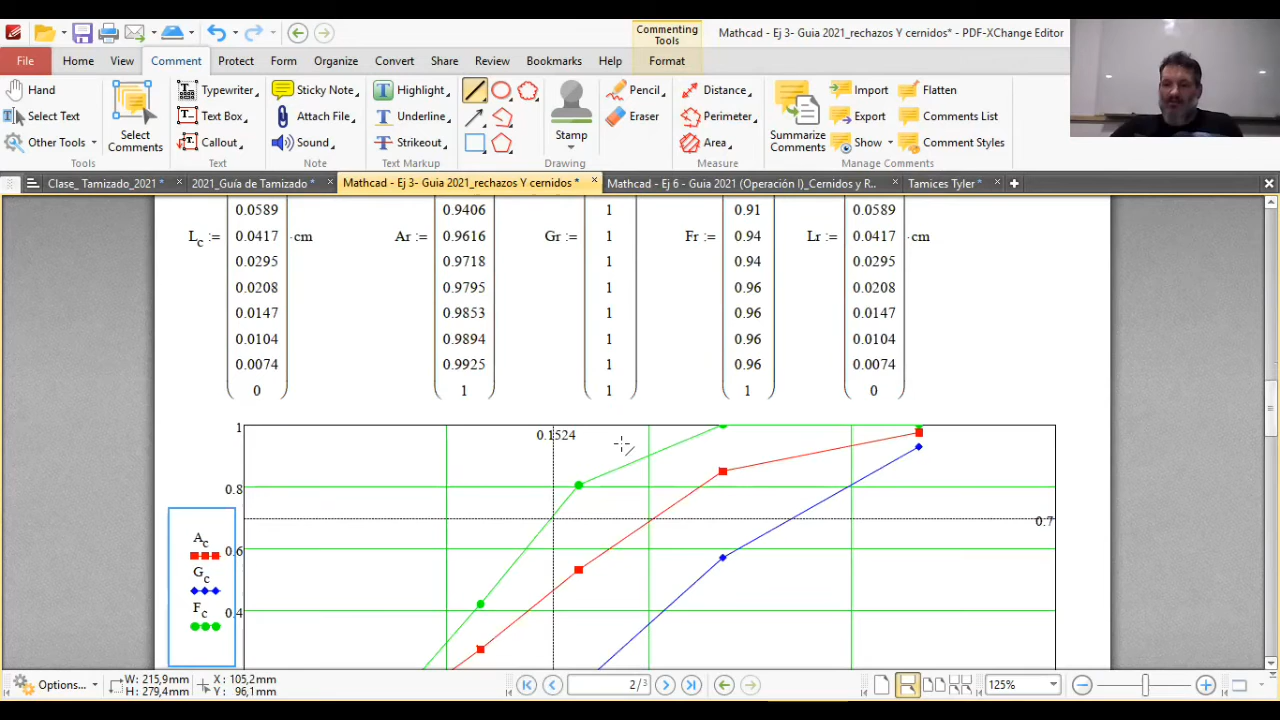 Commenting
Tools
Mathcad - Ej 3- Guia 2021_rechazos Y cernidos* - PDF-XChange Editor
File Home View Comment Protect Form Organize Convert Share Review Bookmarks Help Format
Hand
Select Text
Other Tools
Tools
Select
Comments
Typewriter
Text Box
Callout
Text
Sticky Note
Attach File
Sound
Note
Highlight
Underline
Strikeout
Text Markup
Pencil
Eraser
Drawing
Stamp
Distance
Perimeter
Area
Measure
Summarize
Comments
Import
Export
Show
Flatten
Comments List
Comment Styles
Manage Comments
Clase_ Tamizado_2021 * 2021_Guía de Tamizado * Mathcad - Ej 3- Guia 2021_rechazos Y cernidos * Mathcad - Ej 6 - Guia 2021 (Operación I)_Cernidos y R.. Tamices Tyler *
0.0589 0.9406 1 0.91 0.0589
Lc := 0.0417 ·cm Ar := 0.9616 Gr := 1 Fr := 0.94 Lr := 0.0417 ·cm
0.0295 0.9718 1 0.94 0.0295
0.0208 0.9795 1 0.96 0.0208
0.0147 0.9853 1 0.96 0.0147
0.0104 0.9894 1 0.96 0.0104
0.0074 0.9925 1 0.96 0.0074
0 1 1 1 0
1
0.1524
0.8
0.7
0.6
0.4
Ac
Gc
Fc
Options...
W: 215,9mm
H: 279,4mm
X: 105,2mm
Y: 96,1mm
2/3
125%